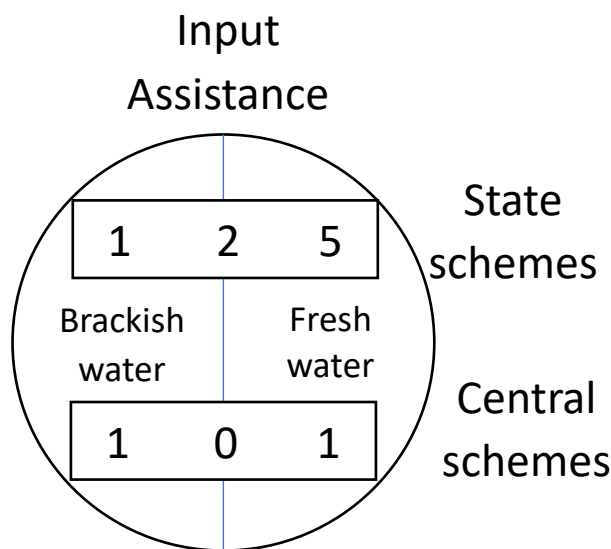 Input
Assistance
1 2 5
State
schemes
Brackish
water
Fresh
water
1 0 1
Central
schemes